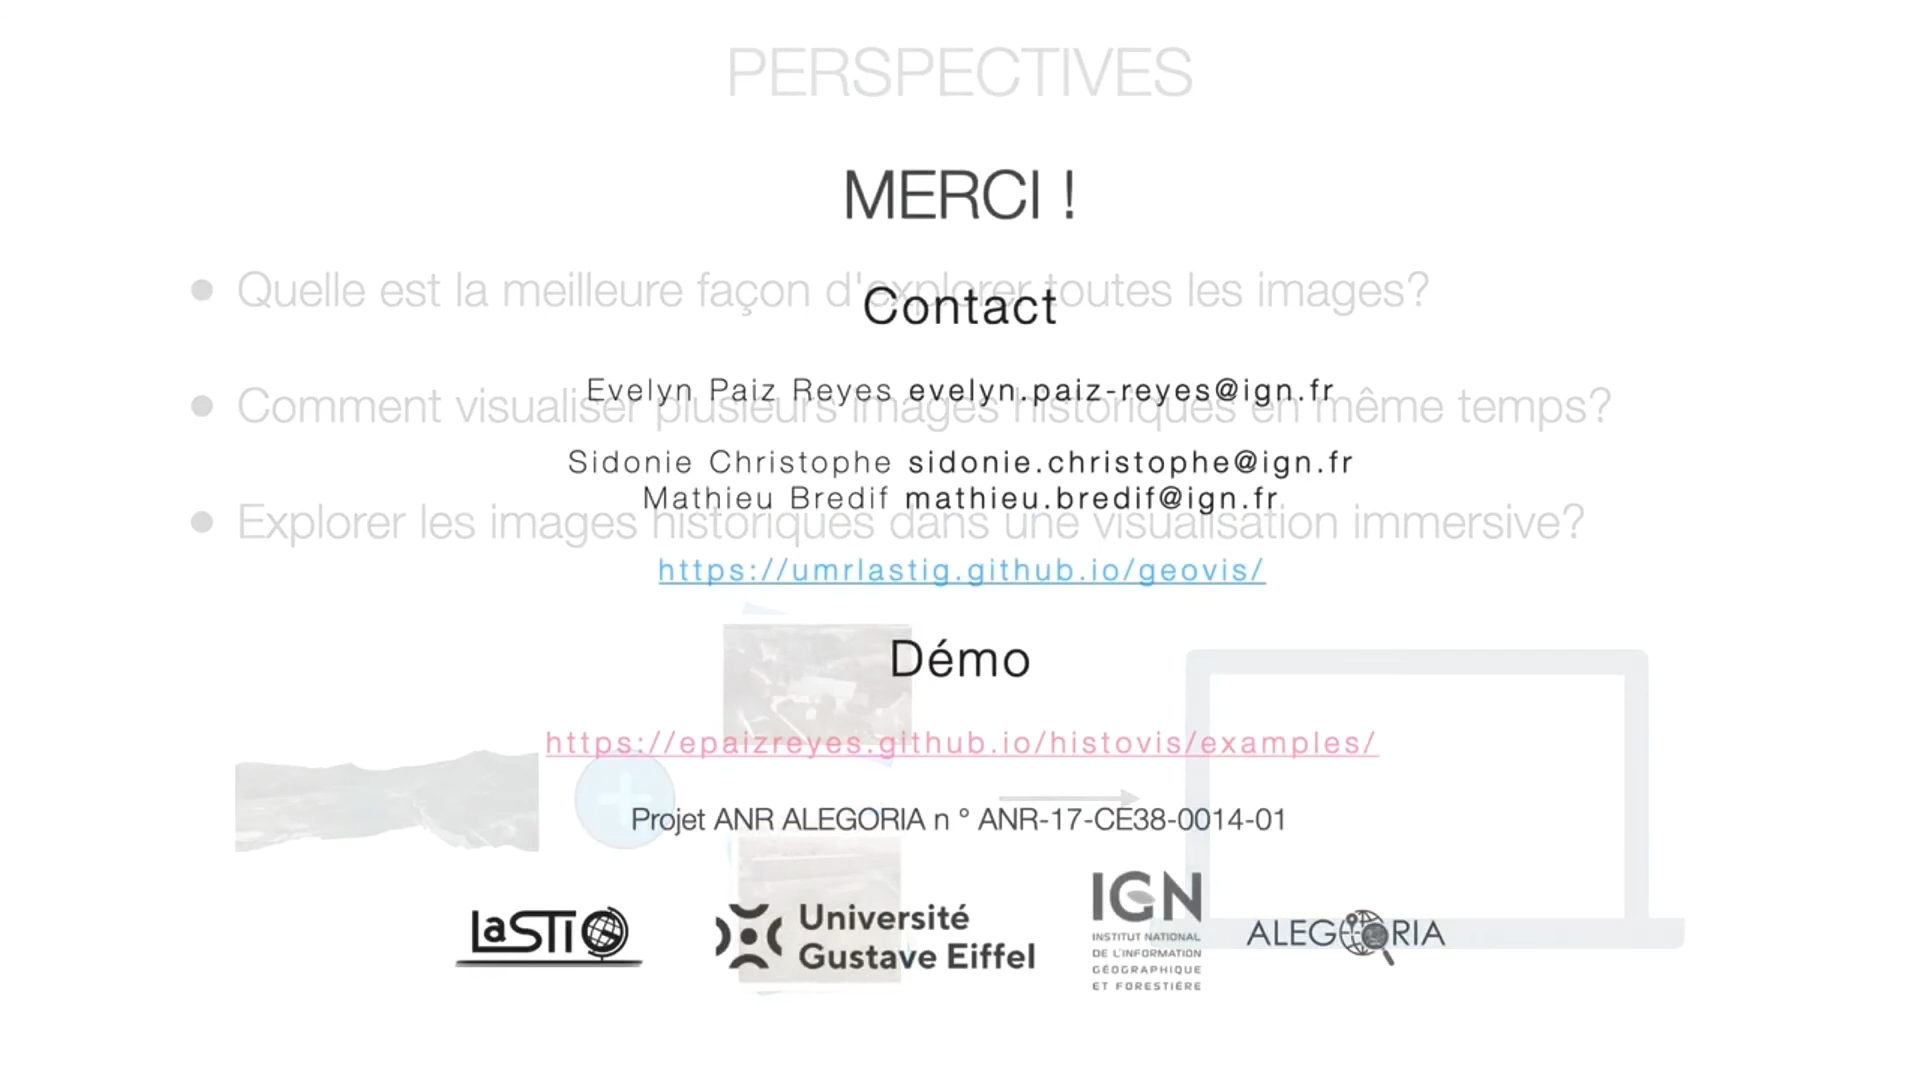 PERSPECTIVES
MERCI !
Quelle est la meilleure façon d'explorer toutes les images?
Contact
Evelyn Paiz Reyes evelyn.paiz-reyes@ign.fr
Comment visualiser plusieurs images historiques en même temps?
Sidonie Christophe sidonie.christophe@ign.fr
Mathieu Bredif mathieu.bredif@ign.fr
Explorer les images historiques dans une visualisation immersive?
https://umrlastig.github.io/geovis/
Démo
https://epaizreyes.github.io/histovis/examples/
Projet ANR ALEGORIA n ° ANR-17-CE38-0014-01
LaSTiG
Université
Gustave Eiffel
IGN
INSTITUT NATIONAL
DE L'INFORMATION
GÉOGRAPHIQUE
ET FORESTIÈRE
ALEGORIA